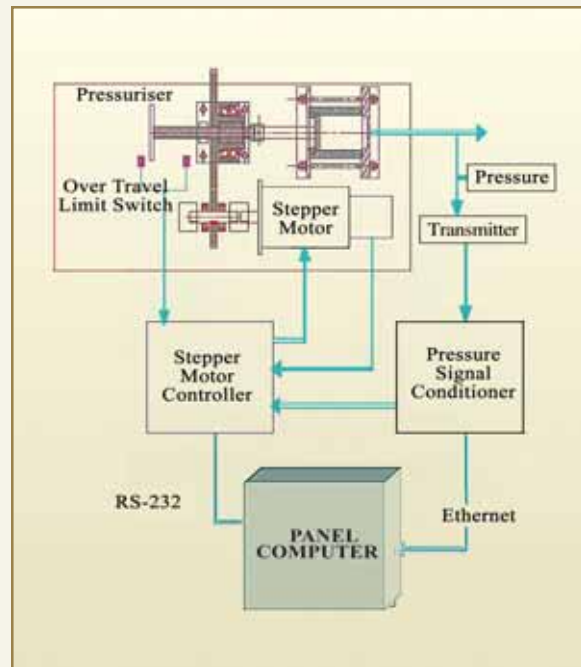 Pressuriser
Over Travel
Limit Switch
Stepper
Motor
Pressure
Transmitter
Stepper
Motor
Controller
Pressure
Signal
Conditioner
RS-232
Ethernet
PANEL
COMPUTER